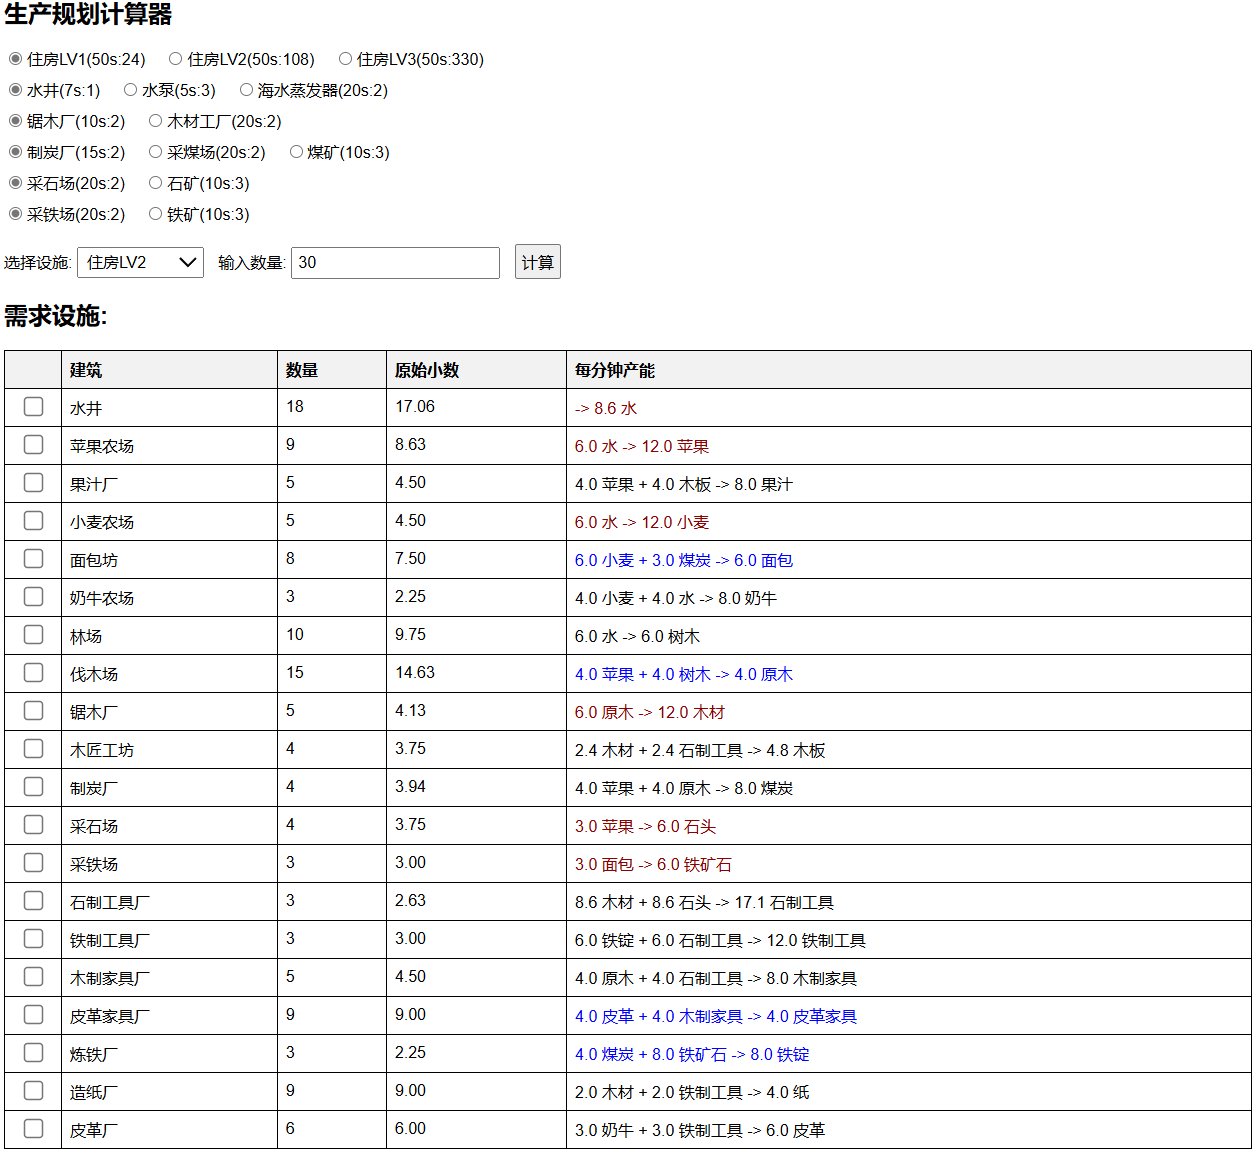 生产规划计算器
住房LV1(50s:24) 住房LV2(50s:108) 住房LV3(50s:330)
水井(7s:1) 水泵(5s:3) 海水蒸发器(20s:2)
锯木厂(10s:2) 木材工厂(20s:2)
制炭厂(15s:2) 采煤场(20s:2) 煤矿(10s:3)
采石场(20s:2) 石矿(10s:3)
采铁场(20s:2) 铁矿(10s:3)
选择设施: 住房LV2 输入数量: 30 计算
需求设施:
建筑 数量 原始小数 每分钟产能
水井 18 17.06 -> 8.6 水
苹果农场 9 8.63 6.0 水 -> 12.0 苹果
果汁厂 5 4.50 4.0 苹果 + 4.0 木板 -> 8.0 果汁
小麦农场 5 4.50 6.0 水 -> 12.0 小麦
面包坊 8 7.50 6.0 小麦 + 3.0 煤炭 -> 6.0 面包
奶牛农场 3 2.25 4.0 小麦 + 4.0 水 -> 8.0 奶牛
林场 10 9.75 6.0 水 -> 6.0 树木
伐木场 15 14.63 4.0 苹果 + 4.0 树木 -> 4.0 原木
锯木厂 5 4.13 6.0 原木 -> 12.0 木材
木匠工坊 4 3.75 2.4 木材 + 2.4 石制工具 -> 4.8 木板
制炭厂 4 3.94 4.0 苹果 + 4.0 原木 -> 8.0 煤炭
采石场 4 3.75 3.0 苹果 -> 6.0 石头
采铁场 3 3.00 3.0 面包 -> 6.0 铁矿石
石制工具厂 3 2.63 8.6 木材 + 8.6 石头 -> 17.1 石制工具
铁制工具厂 3 3.00 6.0 铁锭 + 6.0 石制工具 -> 12.0 铁制工具
木制家具厂 5 4.50 4.0 原木 + 4.0 石制工具 -> 8.0 木制家具
皮革家具厂 9 9.00 4.0 皮革 + 4.0 木制家具 -> 4.0 皮革家具
炼铁厂 3 2.25 4.0 煤炭 + 8.0 铁矿石 -> 8.0 铁锭
造纸厂 9 9.00 2.0 木材 + 2.0 铁制工具 -> 4.0 纸
皮革厂 6 6.00 3.0 奶牛 + 3.0 铁制工具 -> 6.0 皮革